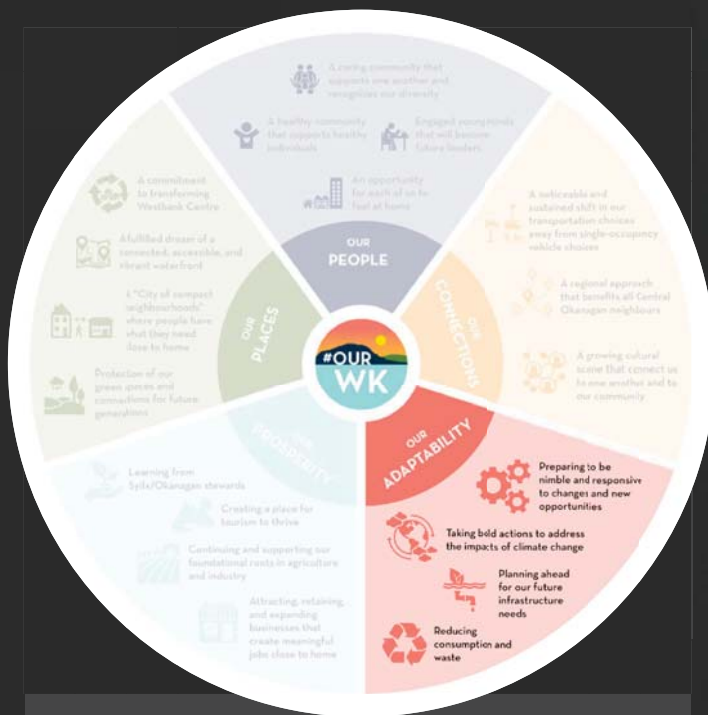 A caring community that
supports one another and
recognizes our diversity
A healthy community
that supports healthy
individuals
Engaged young minds
that will become
future leaders
An opportunity
for each of us to
feel at home
OUR
PEOPLE
A noticeable and
sustained shift in our
transportation choices
away from single-occupancy
vehicle choices
A regional approach
that benefits all Central
Okanagan neighbours
A growing cultural
scene that connect us
to one another and to
our community
OUR
CONNECTIONS
A commitment
to transforming
Westbank Centre
A fulfilled dream of a
connected, accessible, and
vibrant waterfront
A "City of compact
neighbourhoods"
where people have
what they need
close to home
Protection of our
green spaces and
connections for future
generations
OUR
PLACES
#OUR
WK
OUR
PROSPERITY
Learning from
Syilx/Okanagan stewards
Creating a place for
tourism to thrive
Continuing and supporting our
foundational roots in agriculture
and industry
Attracting, retaining,
and expanding
businesses that
create meaningful
jobs close to home
OUR
ADAPTABILITY
Preparing to be
nimble and responsive
to changes and new
opportunities
Taking bold actions to address
the impacts of climate change
Planning ahead
for our future
infrastructure
needs
Reducing
consumption and
waste